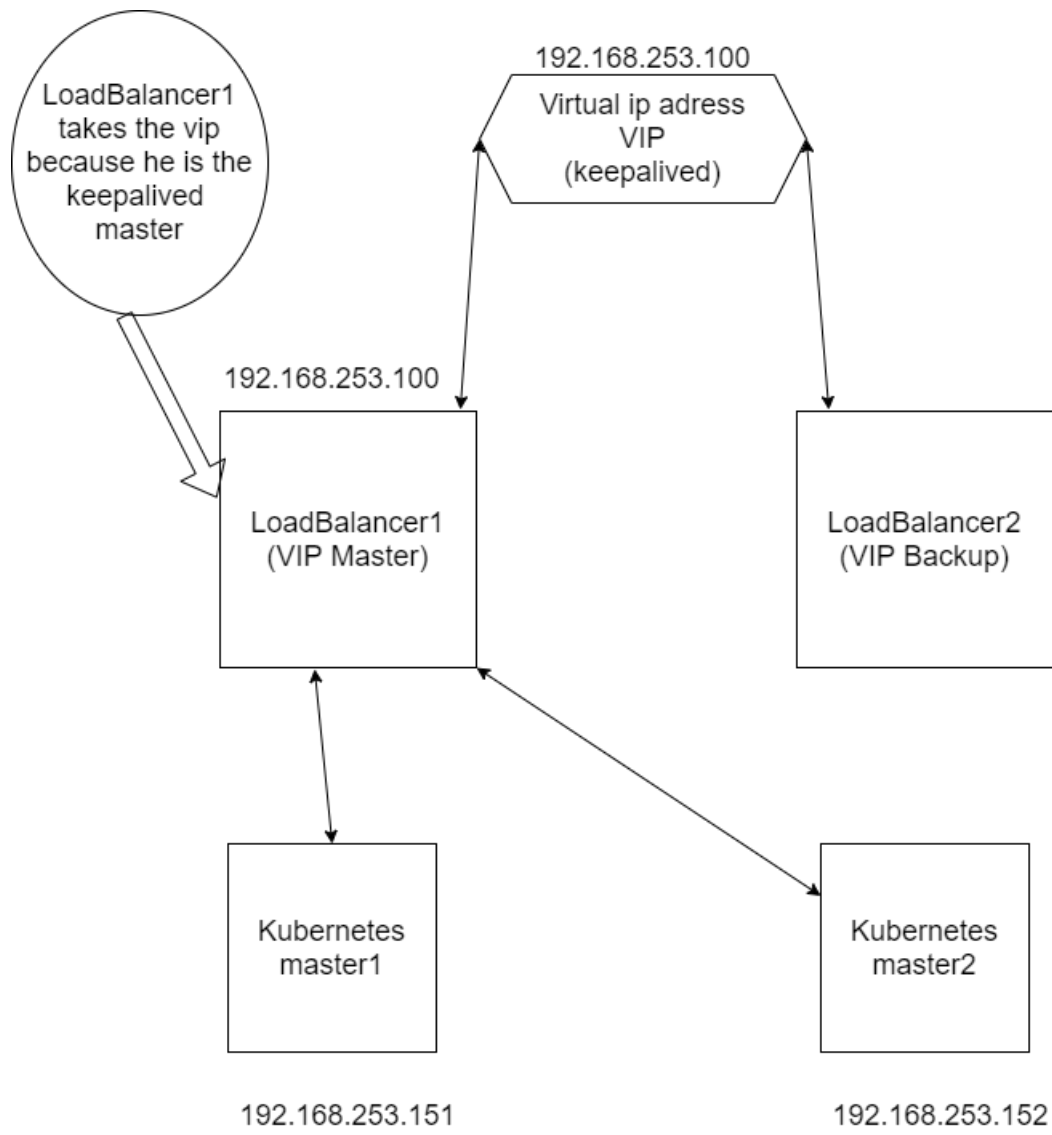 LoadBalancer1
takes the vip
because he is the
keepalived
master
192.168.253.100
Virtual ip adress
VIP
(keepalived)
192.168.253.100
LoadBalancer1
(VIP Master)
LoadBalancer2
(VIP Backup)
Kubernetes
master1
Kubernetes
master2
192.168.253.151
192.168.253.152